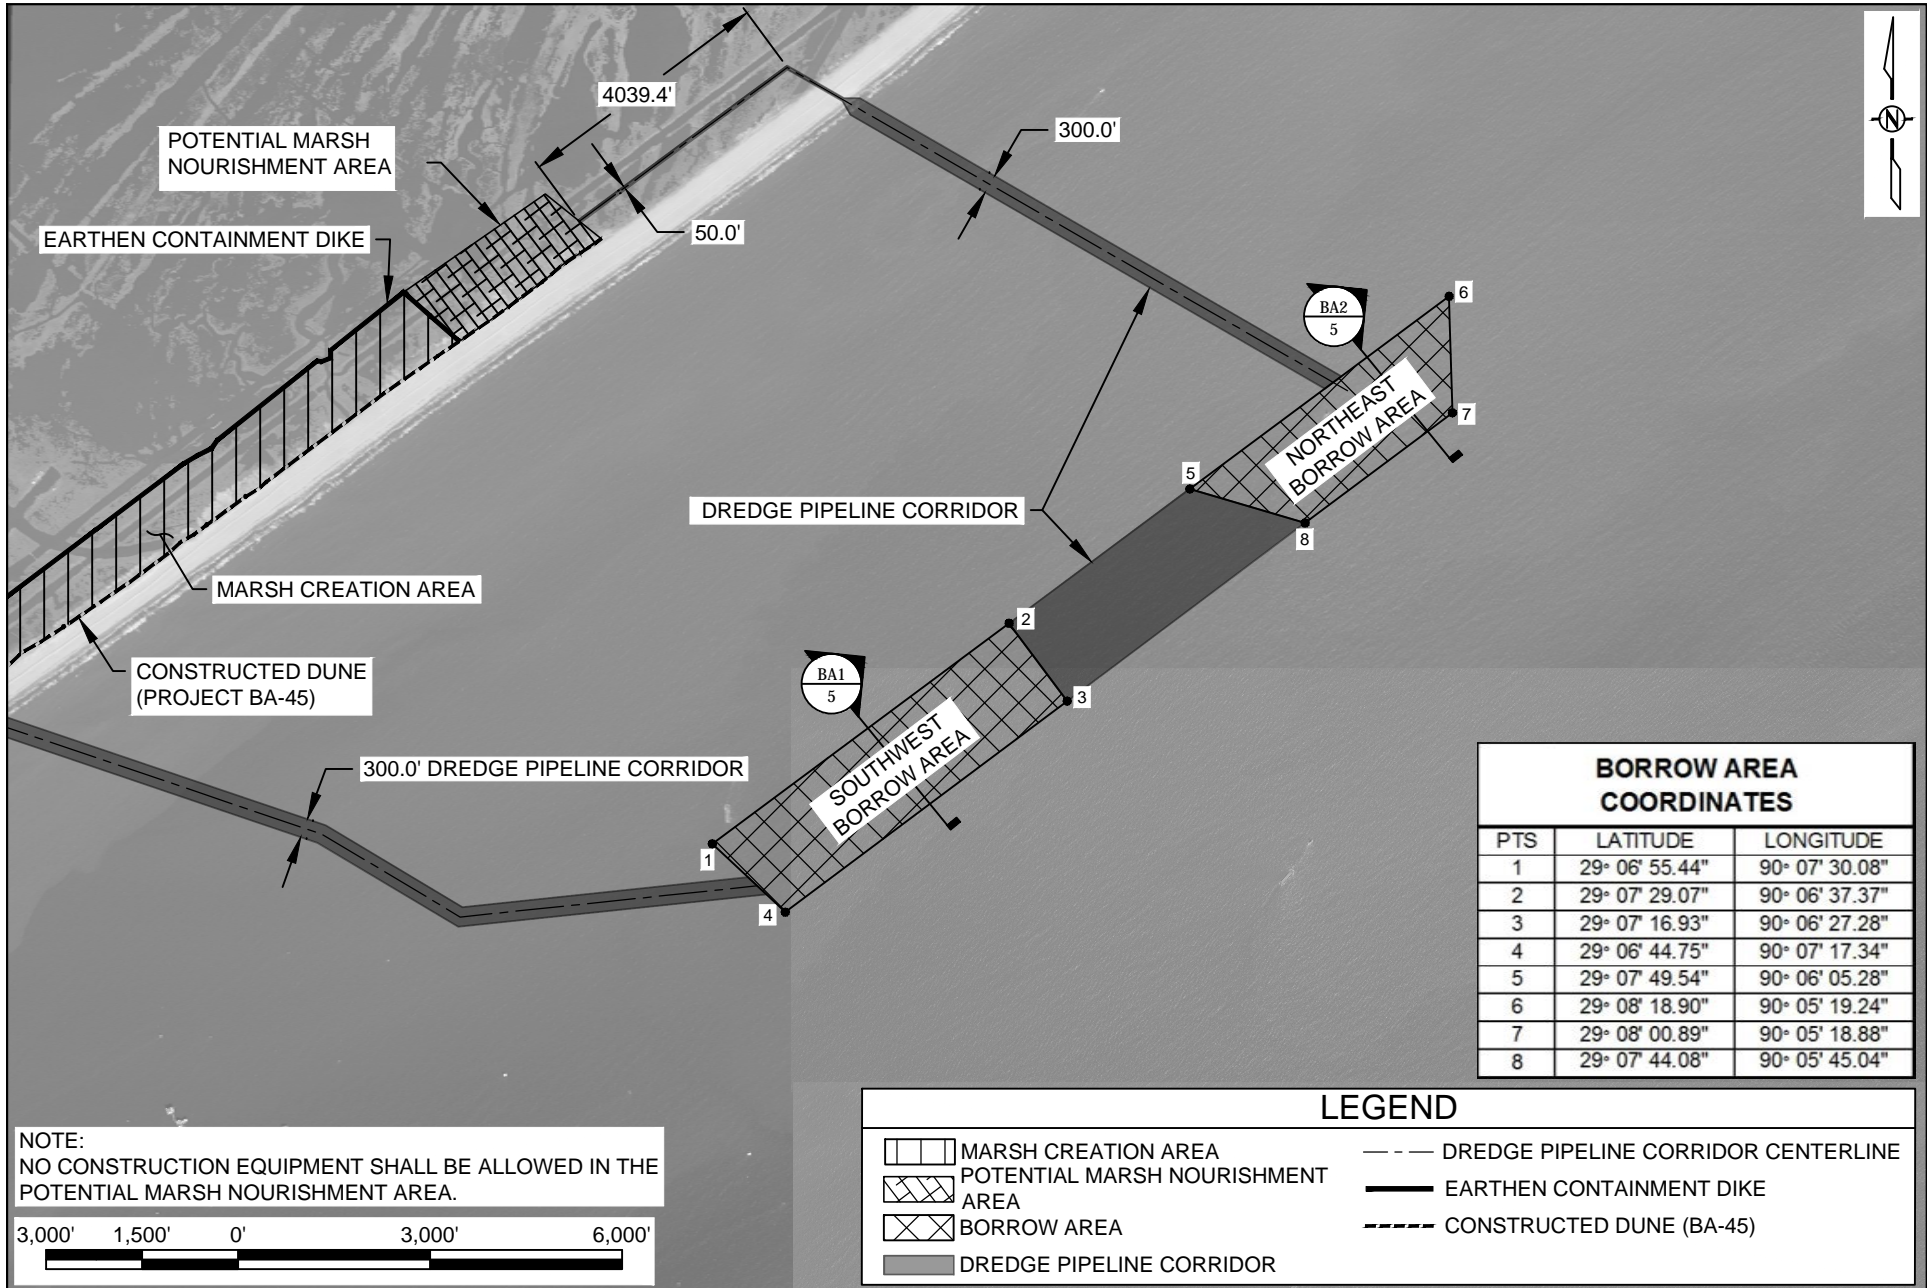 4039.4'
N
POTENTIAL MARSH
NOURISHMENT AREA
300.0'
50.0'
EARTHEN CONTAINMENT DIKE
BA2
5
6
NORTHEAST
BORROW AREA
7
5
8
DREDGE PIPELINE CORRIDOR
MARSH CREATION AREA
2
CONSTRUCTED DUNE
(PROJECT BA-45)
BA1
5
3
SOUTHWEST
BORROW AREA
300.0' DREDGE PIPELINE CORRIDOR
1
4
BORROW AREA
COORDINATES
PTS LATITUDE LONGITUDE
1 29° 06' 55.44" 90° 07' 30.08"
2 29° 07' 29.07" 90° 06' 37.37"
3 29° 07' 16.93" 90° 06' 27.28"
4 29° 06' 44.75" 90° 07' 17.34"
5 29° 07' 49.54" 90° 06' 05.28"
6 29° 08' 18.90" 90° 05' 19.24"
7 29° 08' 00.89" 90° 05' 18.88"
8 29° 07' 44.08" 90° 05' 45.04"
NOTE:
NO CONSTRUCTION EQUIPMENT SHALL BE ALLOWED IN THE
POTENTIAL MARSH NOURISHMENT AREA.
3,000' 1,500' 0' 3,000' 6,000'
LEGEND
MARSH CREATION AREA
POTENTIAL MARSH NOURISHMENT
AREA
BORROW AREA
DREDGE PIPELINE CORRIDOR
DREDGE PIPELINE CORRIDOR CENTERLINE
EARTHEN CONTAINMENT DIKE
CONSTRUCTED DUNE (BA-45)